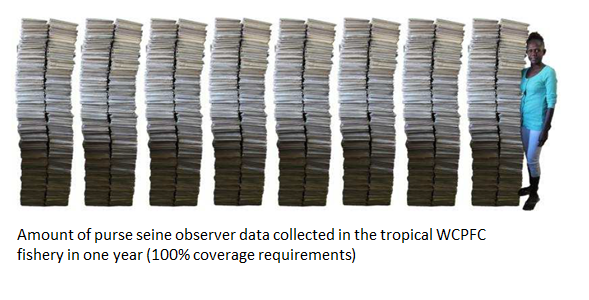 Amount of purse seine observer data collected in the tropical WCPFC
fishery in one year (100% coverage requirements)